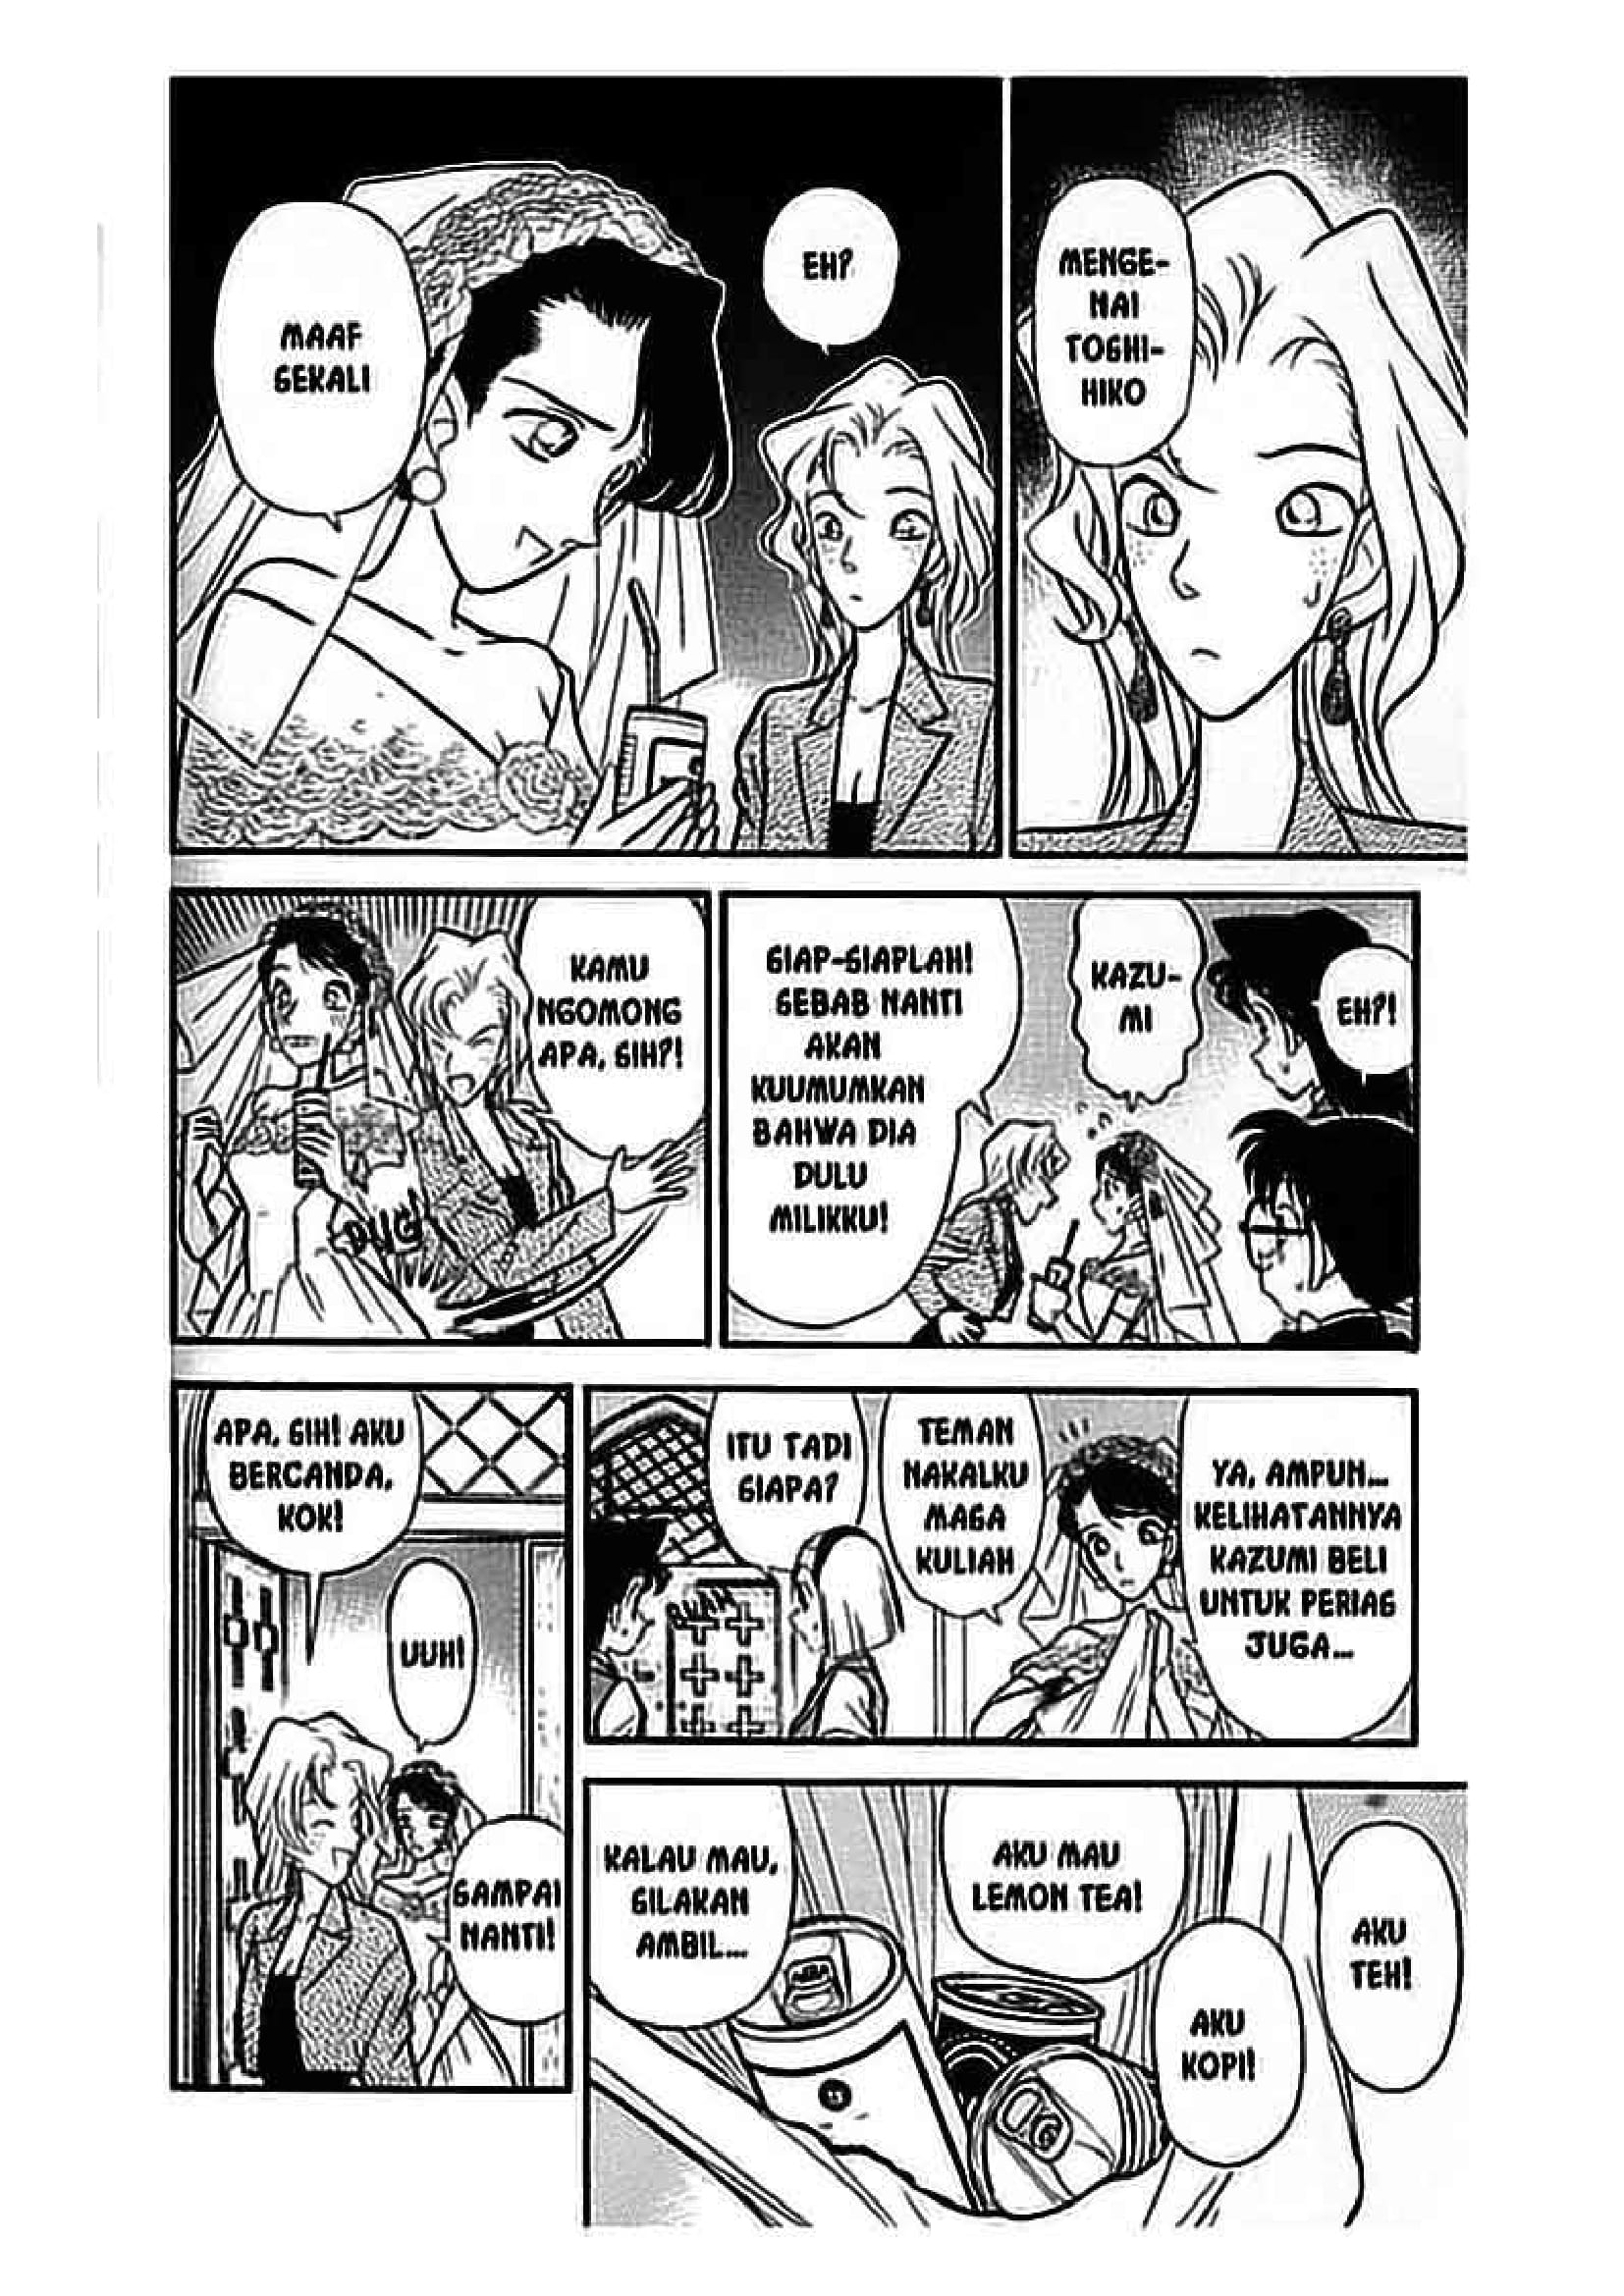 MAAF
SEKALI
EH?
MENGE-
NAI
TOSHI-
HIKO
KAMU
NGOMONG
APA, SIH?!
DUG
SIAP-SIAPLAH!
SEBAB NANTI
AKAN
KUUMUMKAN
BAHWA DIA
DULU
MILIKKU!
KAZU-
MI
EH?!
APA, SIH! AKU
BERCANDA,
KOK!
UUH!
SAMPAI
NANTI!
BLAM
ITU TADI
SIAPA?
TEMAN
NAKALKU
MASA
KULIAH
YA, AMPUN...
KELIHATANNYA
KAZUMI BELI
UNTUK PERIAS
JUGA...
KALAU MAU,
SILAKAN
AMBIL...
AKU MAU
LEMON TEA!
AKU
KOPI!
AKU
TEH!